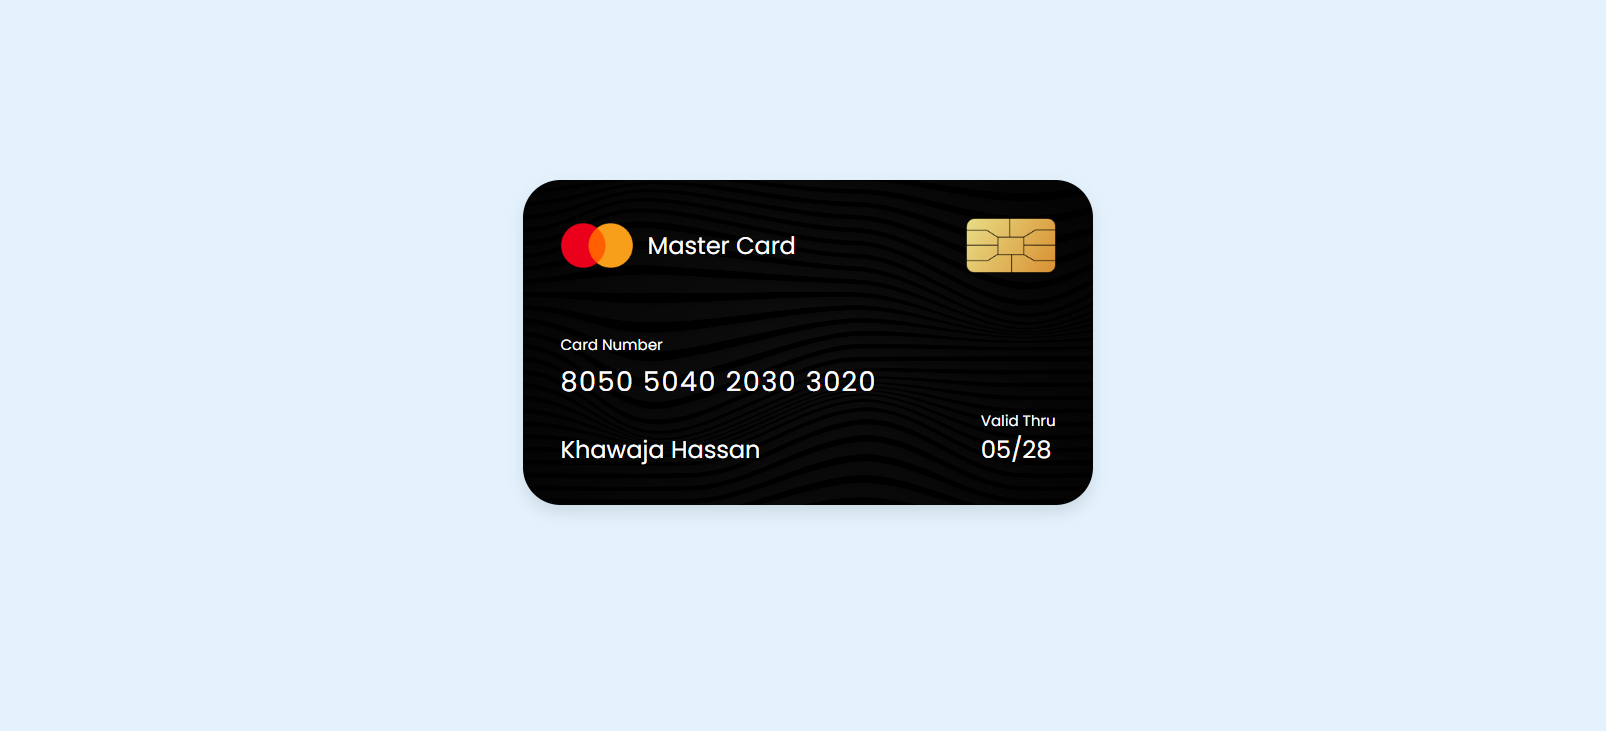 Master Card
Card Number
8050 5040 2030 3020
Valid Thru
Khawaja Hassan
05/28